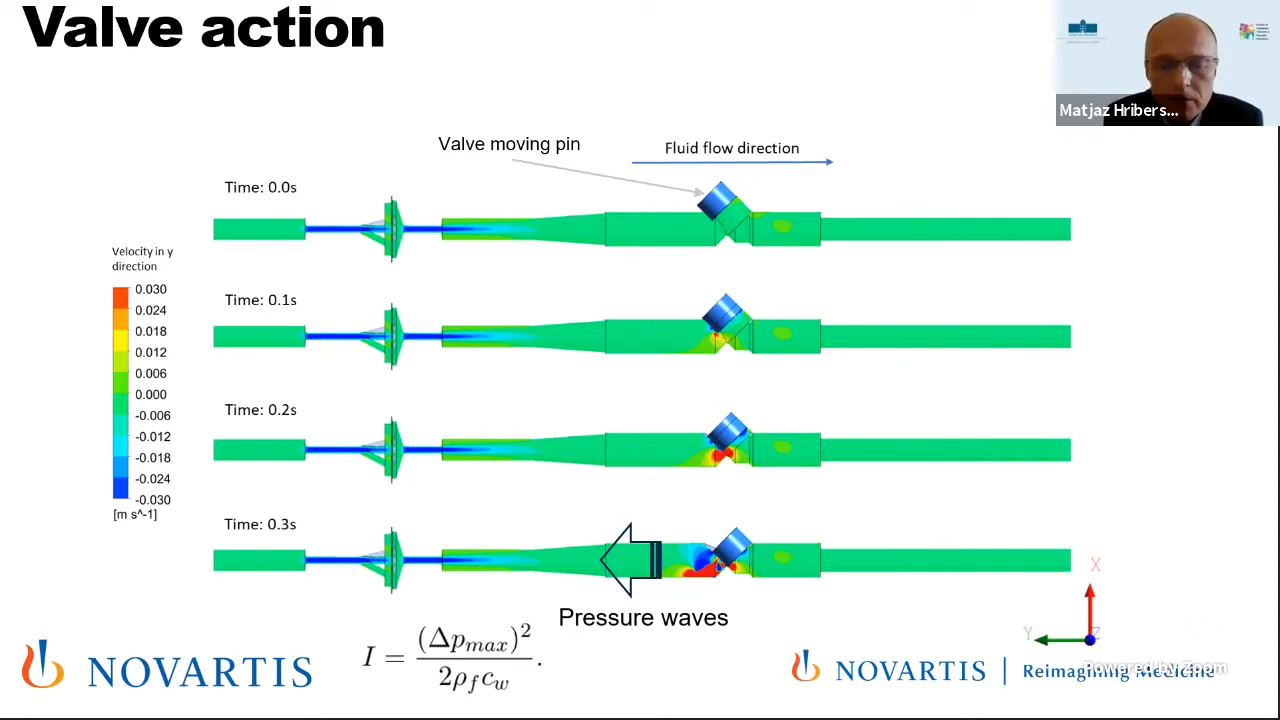 Valve action
Matjaz Hribers...
Valve moving pin
Fluid flow direction
Time: 0.0s
Velocity in y
direction
Time: 0.1s
0.030
0.024
0.018
0.012
0.006
0.000
-0.006
-0.012
-0.018
-0.024
-0.030
[m s^-1]
Time: 0.2s
Time: 0.3s
Pressure waves
X
Y
Z
I = (Δp_max)^2 / 2ρ_f c_w.
NOVARTIS
NOVARTIS | Reimagining Medicine
Powered by Zoom